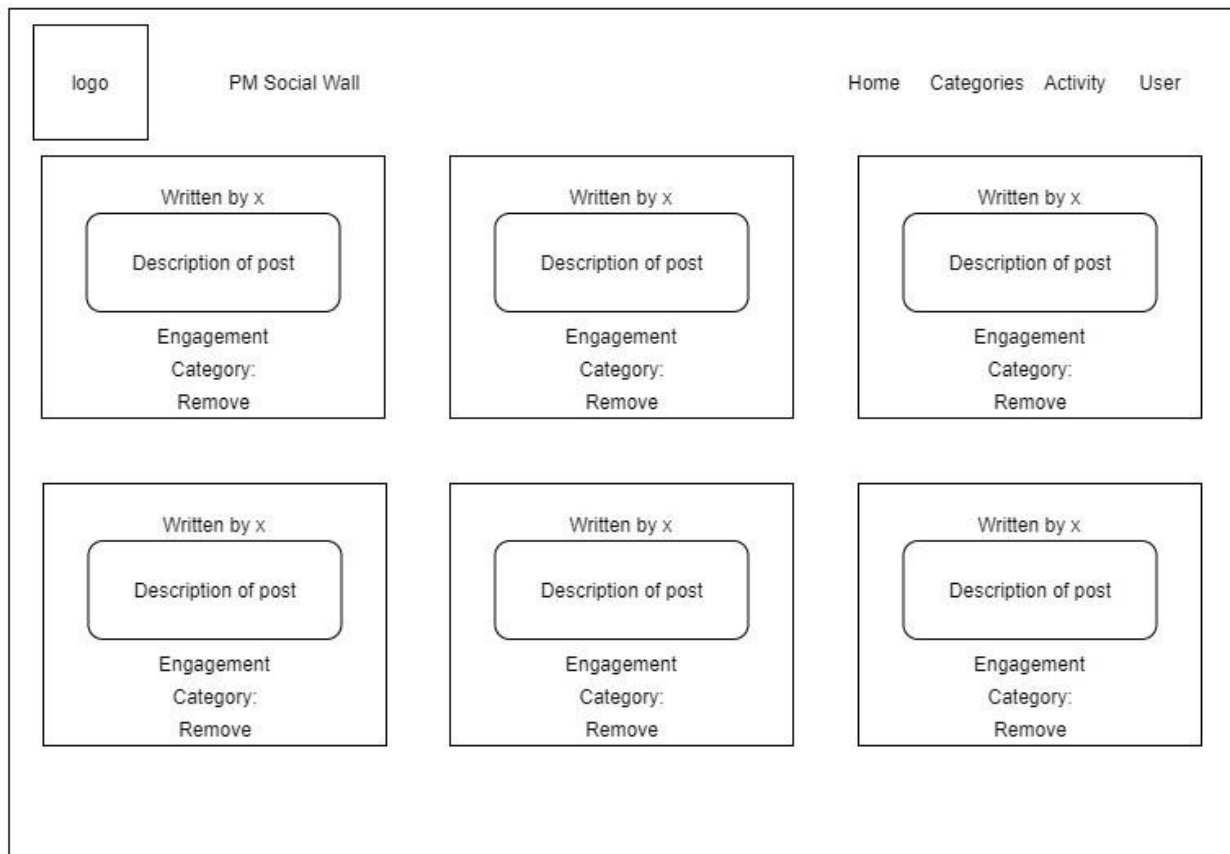 logo
PM Social Wall
Home Categories Activity User
Written by x
Description of post
Engagement
Category:
Remove
Written by x
Description of post
Engagement
Category:
Remove
Written by x
Description of post
Engagement
Category:
Remove
Written by x
Description of post
Engagement
Category:
Remove
Written by x
Description of post
Engagement
Category:
Remove
Written by x
Description of post
Engagement
Category:
Remove